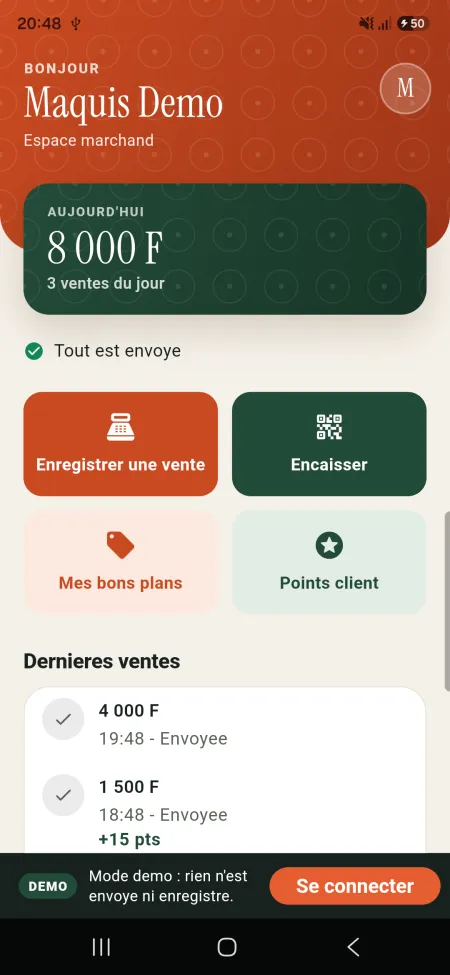 20:48
50
BONJOUR
Maquis Demo
M
Espace marchand
AUJOURD'HUI
8 000 F
3 ventes du jour
Tout est envoye
Enregistrer une vente
Encaisser
Mes bons plans
Points client
Dernieres ventes
4 000 F
19:48 - Envoyee
1 500 F
18:48 - Envoyee
+15 pts
DEMO
Mode demo : rien n'est
envoye ni enregistre.
Se connecter